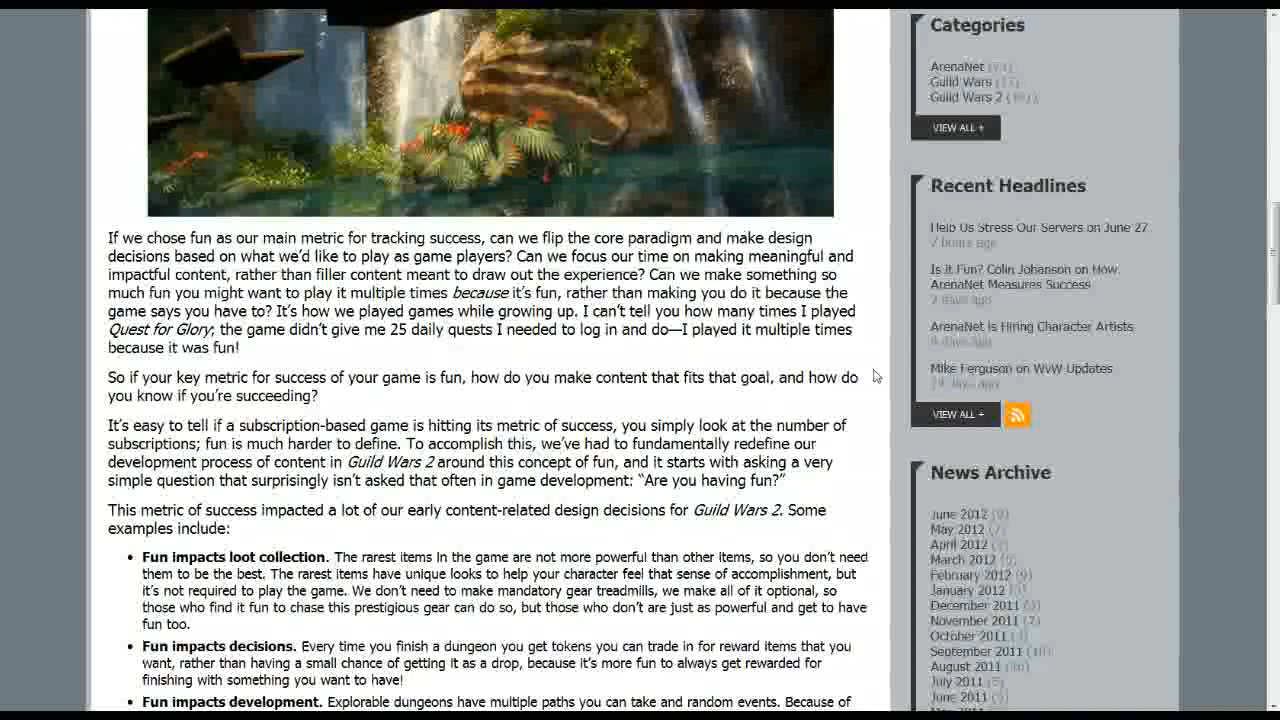 If we chose fun as our main metric for tracking success, can we flip the core paradigm and make design
decisions based on what we'd like to play as game players? Can we focus our time on making meaningful and
impactful content, rather than filler content meant to draw out the experience? Can we make something so
much fun you might want to play it multiple times because it's fun, rather than making you do it because the
game says you have to? It's how we played games while growing up. I can't tell you how many times I played
Quest for Glory; the game didn't give me 25 daily quests I needed to log in and do—I played it multiple times
because it was fun!
So if your key metric for success of your game is fun, how do you make content that fits that goal, and how do
you know if you're succeeding?
It's easy to tell if a subscription-based game is hitting its metric of success, you simply look at the number of
subscriptions; fun is much harder to define. To accomplish this, we've had to fundamentally redefine our
development process of content in Guild Wars 2 around this concept of fun, and it starts with asking a very
simple question that surprisingly isn't asked that often in game development: “Are you having fun?”
This metric of success impacted a lot of our early content-related design decisions for Guild Wars 2. Some
examples include:
• Fun impacts loot collection. The rarest items in the game are not more powerful than other items, so you don't need
them to be the best. The rarest items have unique looks to help your character feel that sense of accomplishment, but
it's not required to play the game. We don't need to make mandatory gear treadmills, we make all of it optional, so
those who find it fun to chase this prestigious gear can do so, but those who don't are just as powerful and get to have
fun too.
• Fun impacts decisions. Every time you finish a dungeon you get tokens you can trade in for reward items that you
want, rather than having a small chance of getting it as a drop, because it's more fun to always get rewarded for
finishing with something you want to have!
• Fun impacts development. Explorable dungeons have multiple paths you can take and random events. Because of
Categories
ArenaNet
Guild Wars
Guild Wars 2
VIEW ALL +
Recent Headlines
Help Us Stress Our Servers on June 27
7 hours ago
Is It Fun? Colin Johanson on How
ArenaNet Measures Success
2 days ago
ArenaNet is Hiring Character Artists
days ago
Mike Ferguson on WvW Updates
days ago
VIEW ALL +
News Archive
June 2012
May 2012 (7)
April 2012
March 2012
February 2012 (9)
January 2012
December 2011
November 2011 (7)
October 2011
September 2011 (10)
August 2011
July 2011
June 2011